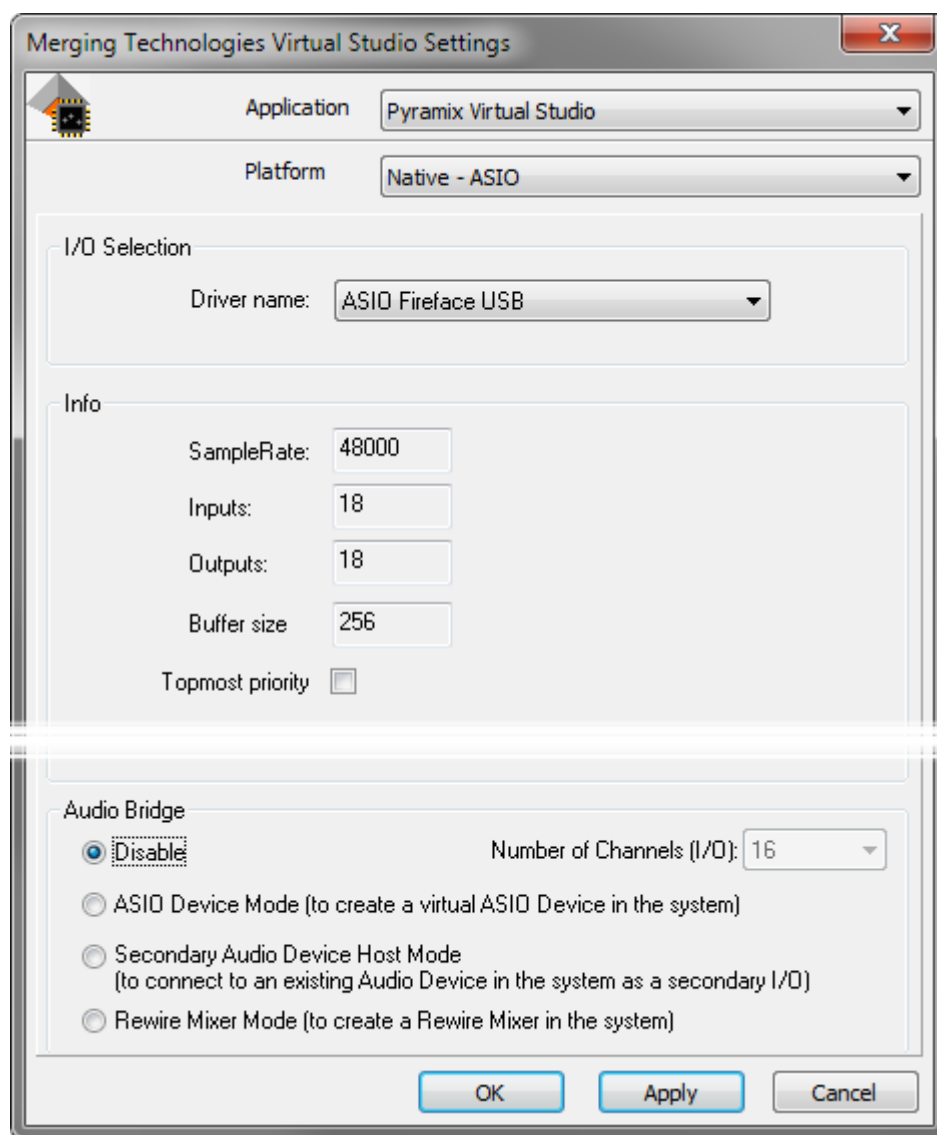 Merging Technologies Virtual Studio Settings
Application Pyramix Virtual Studio
Platform Native - ASIO
I/O Selection
Driver name: ASIO Fireface USB
Info
SampleRate: 48000
Inputs: 18
Outputs: 18
Buffer size 256
Topmost priority
Audio Bridge
Disable Number of Channels (I/O): 16
ASIO Device Mode (to create a virtual ASIO Device in the system)
Secondary Audio Device Host Mode
(to connect to an existing Audio Device in the system as a secondary I/O)
Rewire Mixer Mode (to create a Rewire Mixer in the system)
OK Apply Cancel